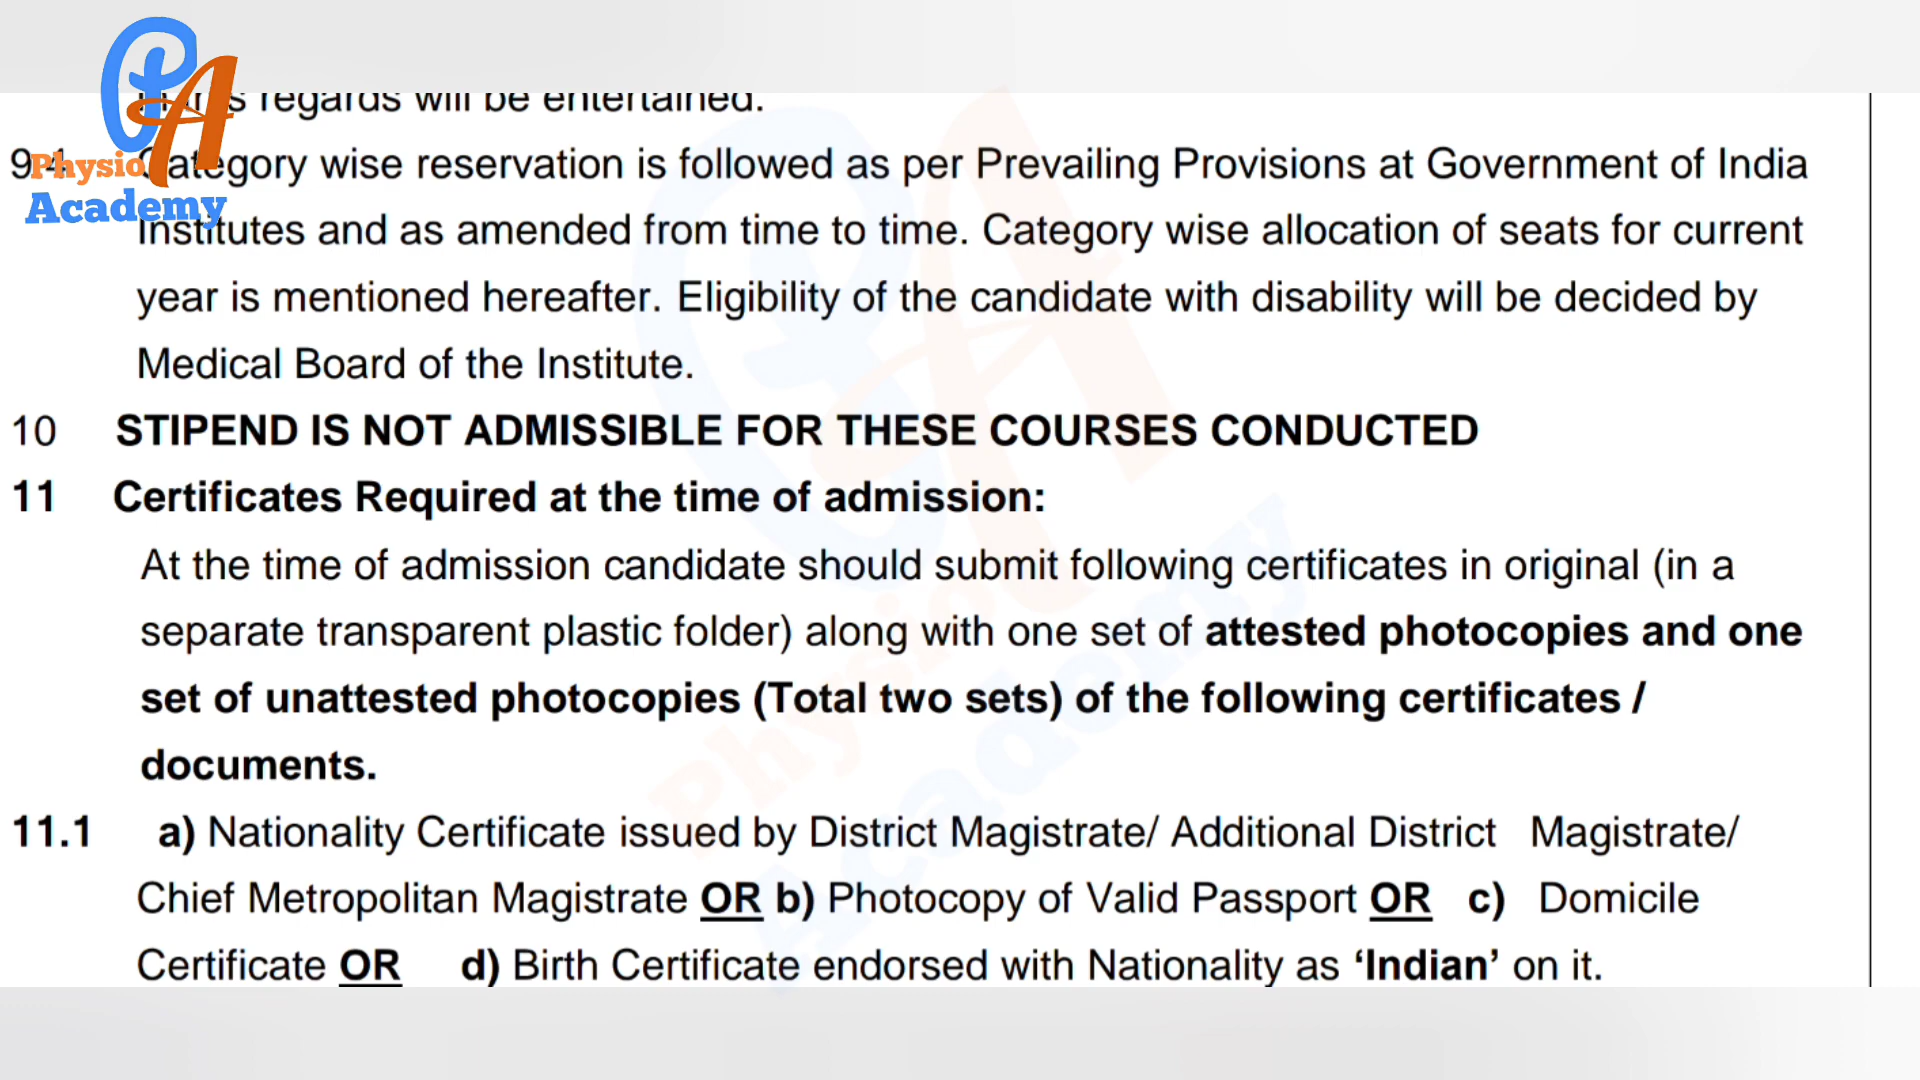 Physio
Academy
regards will be entertained.
9.4 Category wise reservation is followed as per Prevailing Provisions at Government of India
Institutes and as amended from time to time. Category wise allocation of seats for current
year is mentioned hereafter. Eligibility of the candidate with disability will be decided by
Medical Board of the Institute.
10 STIPEND IS NOT ADMISSIBLE FOR THESE COURSES CONDUCTED
11 Certificates Required at the time of admission:
At the time of admission candidate should submit following certificates in original (in a
separate transparent plastic folder) along with one set of attested photocopies and one
set of unattested photocopies (Total two sets) of the following certificates /
documents.
11.1 a) Nationality Certificate issued by District Magistrate/ Additional District Magistrate/
Chief Metropolitan Magistrate OR b) Photocopy of Valid Passport OR c) Domicile
Certificate OR d) Birth Certificate endorsed with Nationality as ‘Indian’ on it.
Physio
Academy